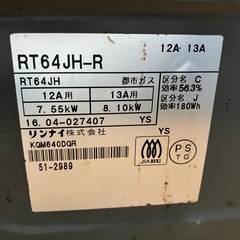 12A·13A
RT64JH-R
RT64JH 都市ガス
区分名 C
効率56.3%
12A用 13A用
7.55kW 8.10kW
区分名 J
効率180Wh
16.04-027407 YS
リンナイ株式会社
KGM640DGR
YS
51-2989
JIA認証
PS
TG